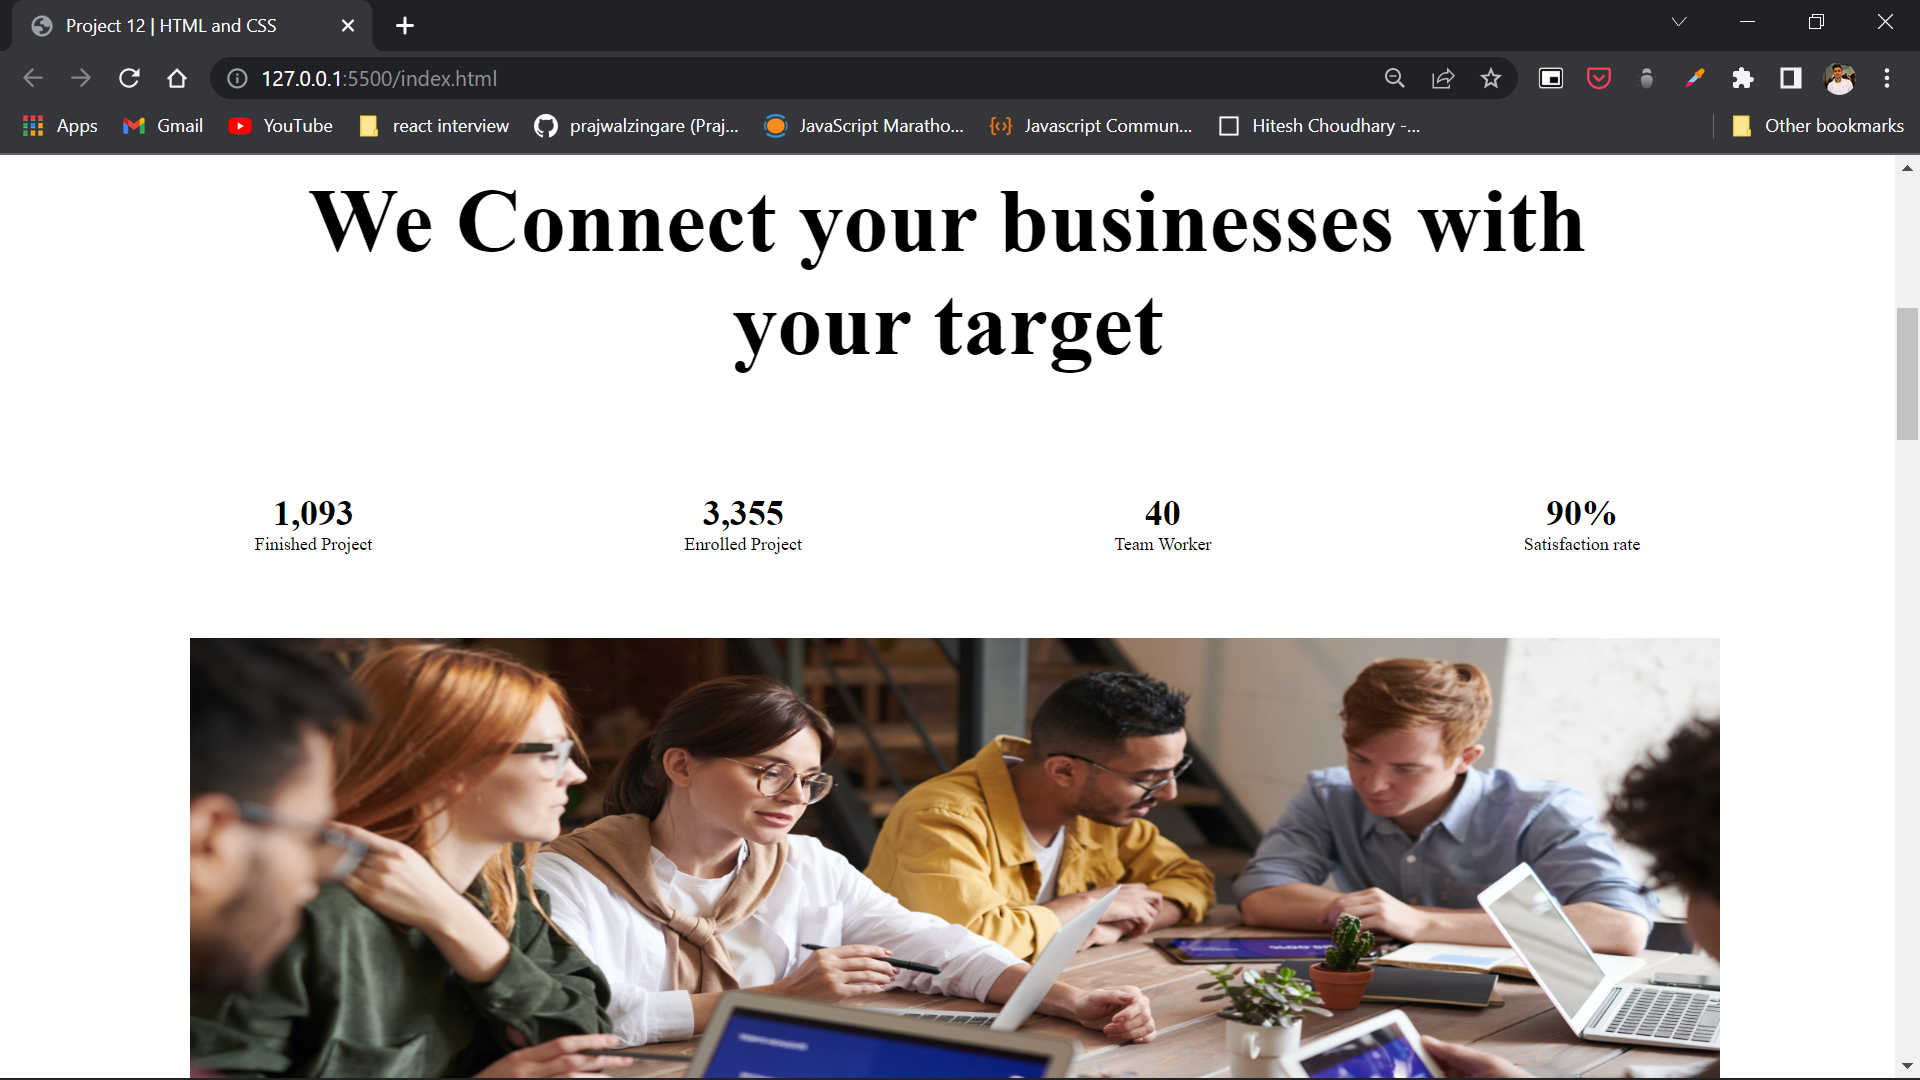 Project 12 | HTML and CSS
127.0.0.1:5500/index.html
Apps Gmail YouTube react interview prajwalzingare (Praj... JavaScript Maratho... Javascript Commun... Hitesh Choudhary -... Other bookmarks
We Connect your businesses with
your target
1,093 3,355 40 90%
Finished Project Enrolled Project Team Worker Satisfaction rate